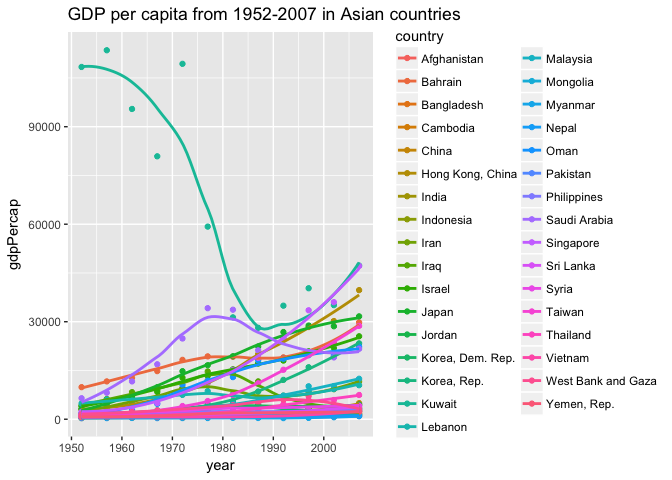 GDP per capita from 1952-2007 in Asian countries
gdpPercap
90000
60000
30000
0
1950
1960
1970
1980
1990
2000
year
country
Afghanistan
Bahrain
Bangladesh
Cambodia
China
Hong Kong, China
India
Indonesia
Iran
Iraq
Israel
Japan
Jordan
Korea, Dem. Rep.
Korea, Rep.
Kuwait
Lebanon
Malaysia
Mongolia
Myanmar
Nepal
Oman
Pakistan
Philippines
Saudi Arabia
Singapore
Sri Lanka
Syria
Taiwan
Thailand
Vietnam
West Bank and Gaza
Yemen, Rep.